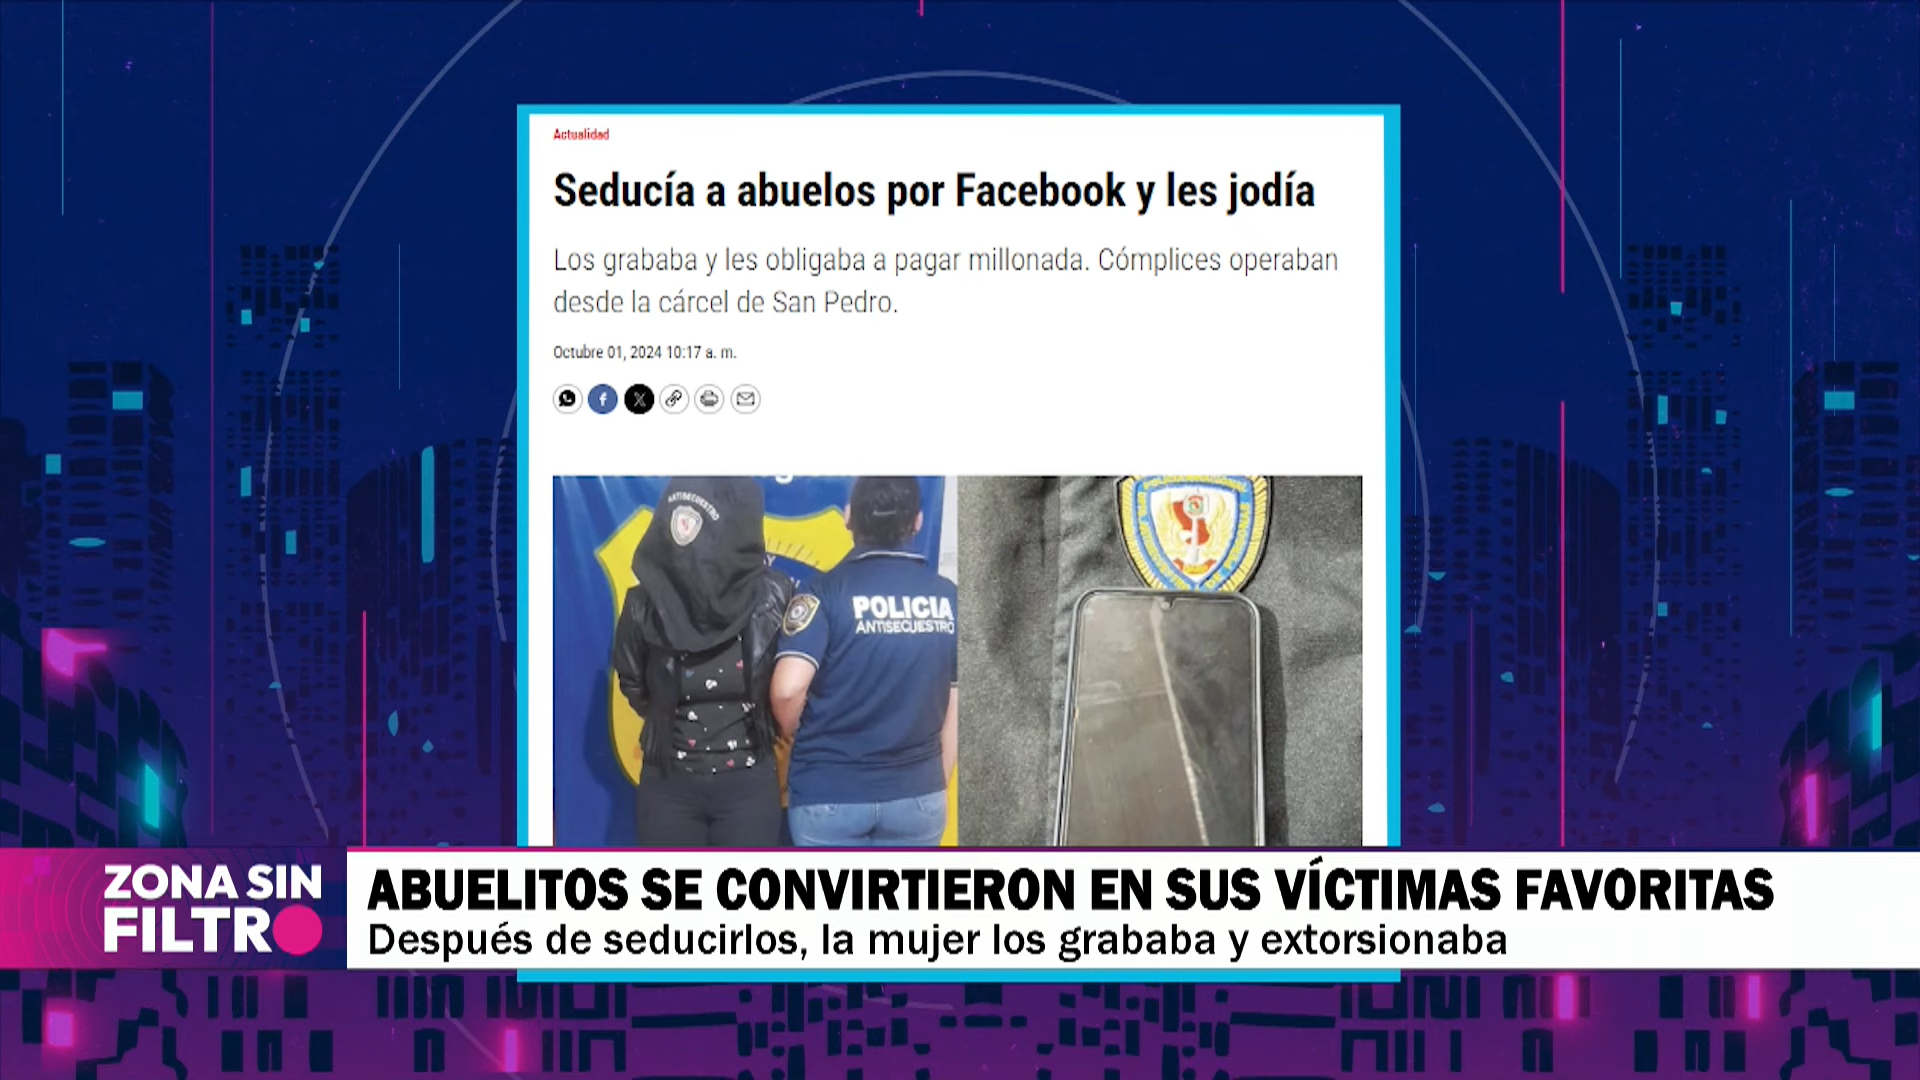 Actualidad
Seducía a abuelos por Facebook y les jodía
Los grababa y les obligaba a pagar millonada. Cómplices operaban
desde la cárcel de San Pedro.
Octubre 01, 2024 10:17 a. m.
ANTISECUESTRO
POLICIA
ANTISECUESTRO
ZONA SIN
FILTRO
ABUELITOS SE CONVIRTIERON EN SUS VÍCTIMAS FAVORITAS
Después de seducirlos, la mujer los grababa y extorsionaba